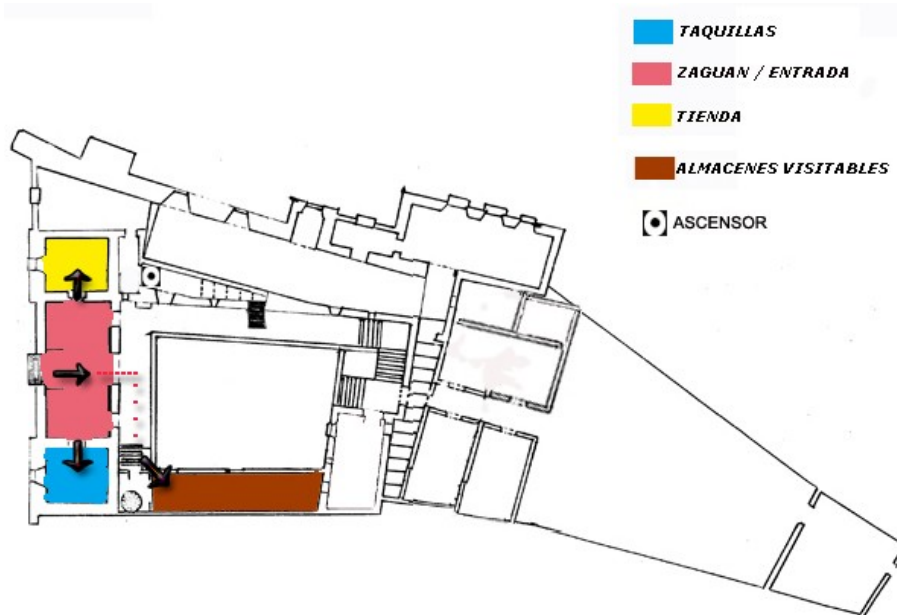 TAQUILLAS
ZAGUAN / ENTRADA
TIENDA
ALMACENES VISITABLES
ASCENSOR